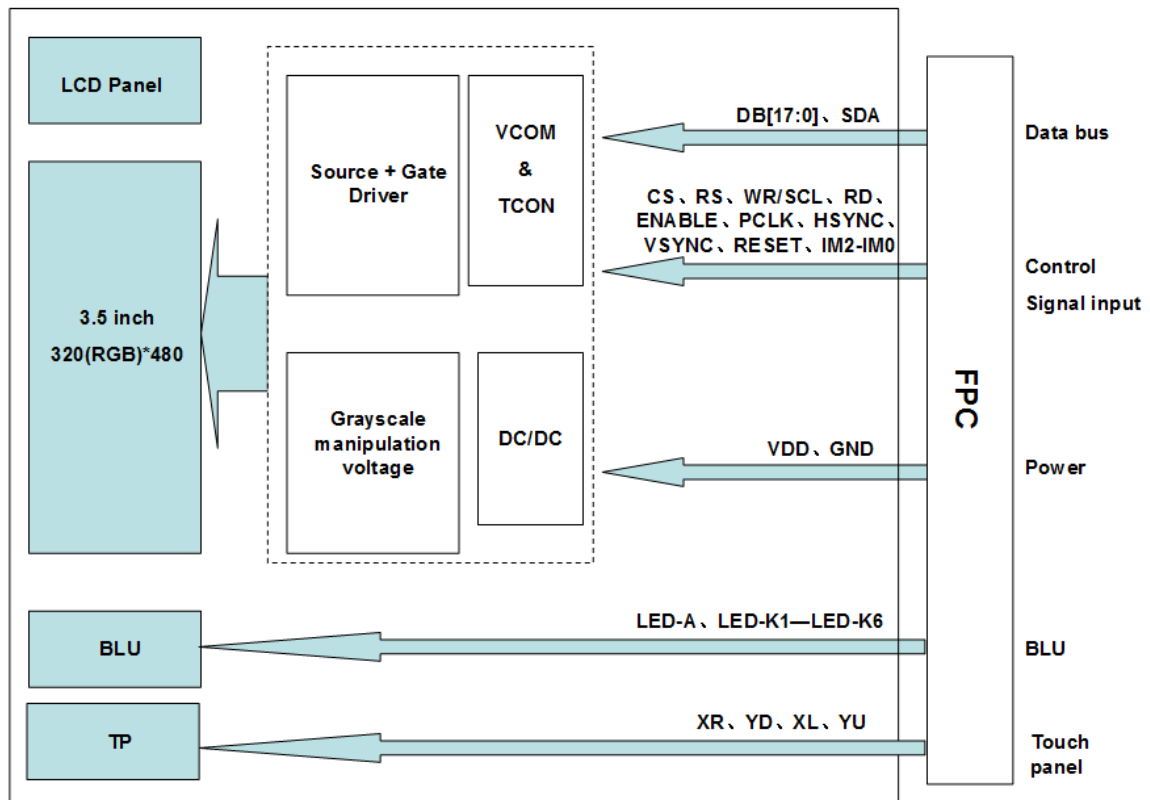 LCD Panel
3.5 inch
320(RGB)*480
BLU
TP
Source + Gate
Driver
VCOM
&
TCON
Grayscale
manipulation
voltage
DC/DC
DB[17:0]、SDA
CS、RS、WR/SCL、RD、
ENABLE、PCLK、HSYNC、
VSYNC、RESET、IM2-IM0
VDD、GND
LED-A、LED-K1—LED-K6
XR、YD、XL、YU
FPC
Data bus
Control
Signal input
Power
BLU
Touch
panel